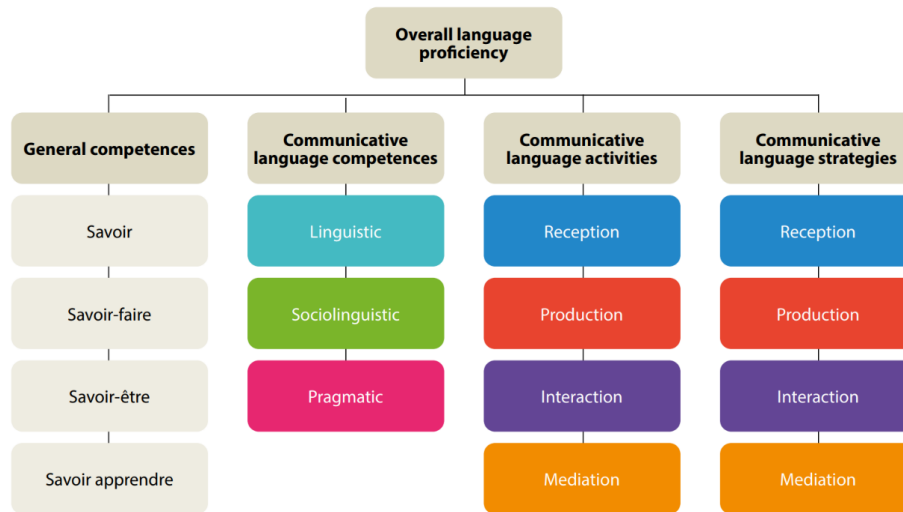 Overall language
proficiency
General competences
Communicative
language competences
Communicative
language activities
Communicative
language strategies
Savoir
Linguistic
Reception
Reception
Savoir-faire
Sociolinguistic
Production
Production
Savoir-être
Pragmatic
Interaction
Interaction
Savoir apprendre
Mediation
Mediation